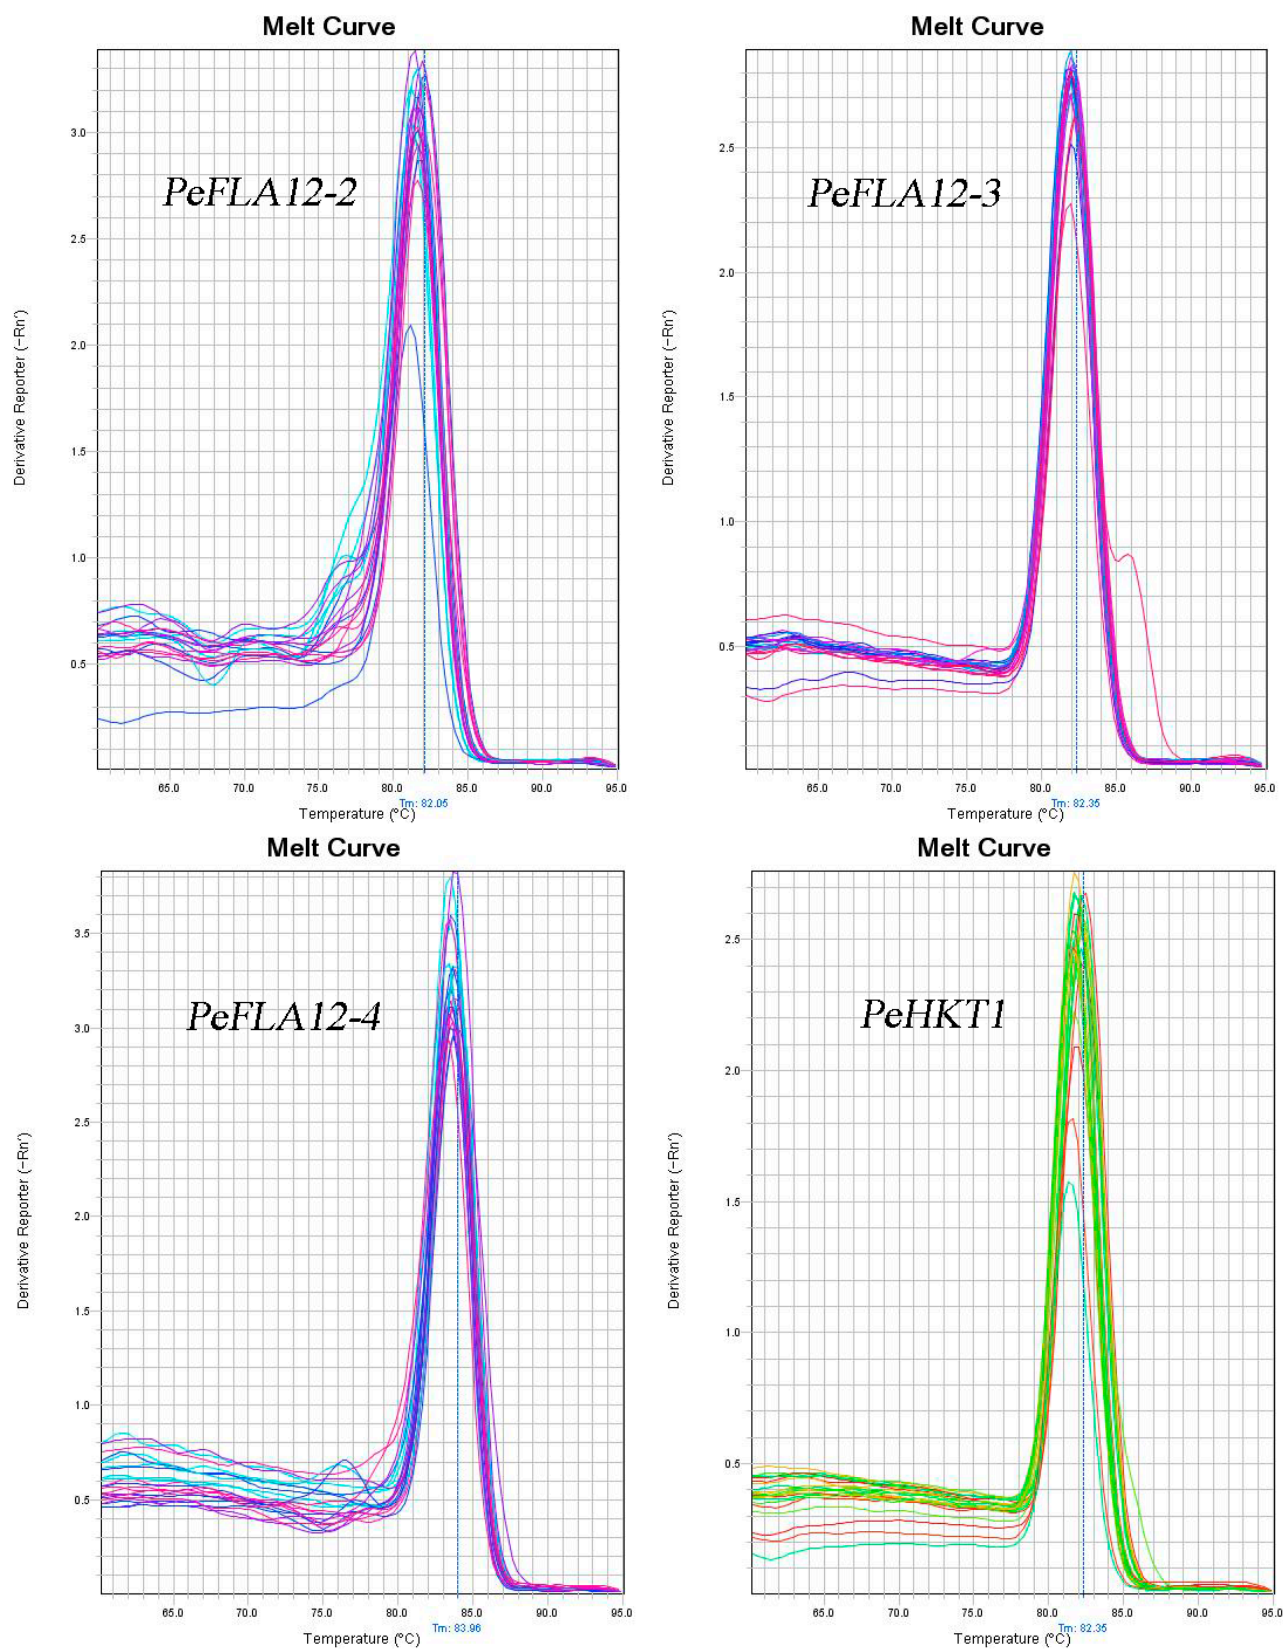 Melt Curve
Derivative Reporter (−Rn')
3.0
2.5
2.0
1.5
1.0
0.5
PeFLA12-2
65.0 70.0 75.0 80.0 85.0 90.0 95.0
Tm: 82.05
Temperature (°C)
Melt Curve
Derivative Reporter (−Rn')
2.5
2.0
1.5
1.0
0.5
PeFLA12-3
65.0 70.0 75.0 80.0 85.0 90.0 95.0
Tm: 82.35
Temperature (°C)
Melt Curve
Derivative Reporter (−Rn')
3.5
3.0
2.5
2.0
1.5
1.0
0.5
PeFLA12-4
65.0 70.0 75.0 80.0 85.0 90.0 95.0
Tm: 83.96
Temperature (°C)
Melt Curve
Derivative Reporter (−Rn')
2.5
2.0
1.5
1.0
0.5
PeHKT1
65.0 70.0 75.0 80.0 85.0 90.0 95.0
Tm: 82.35
Temperature (°C)